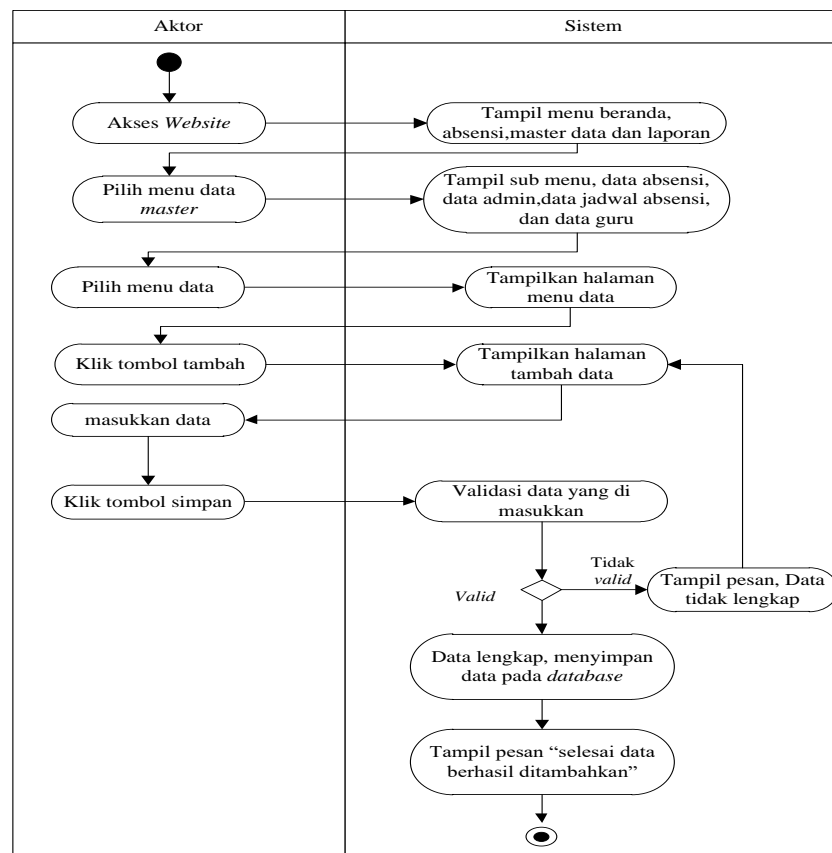 Aktor
Sistem
Akses Website
Tampil menu beranda,
absensi,master data dan laporan
Pilih menu data
master
Tampil sub menu, data absensi,
data admin,data jadwal absensi,
dan data guru
Pilih menu data
Tampilkan halaman
menu data
Klik tombol tambah
Tampilkan halaman
tambah data
masukkan data
Klik tombol simpan
Validasi data yang di
masukkan
Tidak
valid
Valid
Tampil pesan, Data
tidak lengkap
Data lengkap, menyimpan
data pada database
Tampil pesan “selesai data
berhasil ditambahkan”